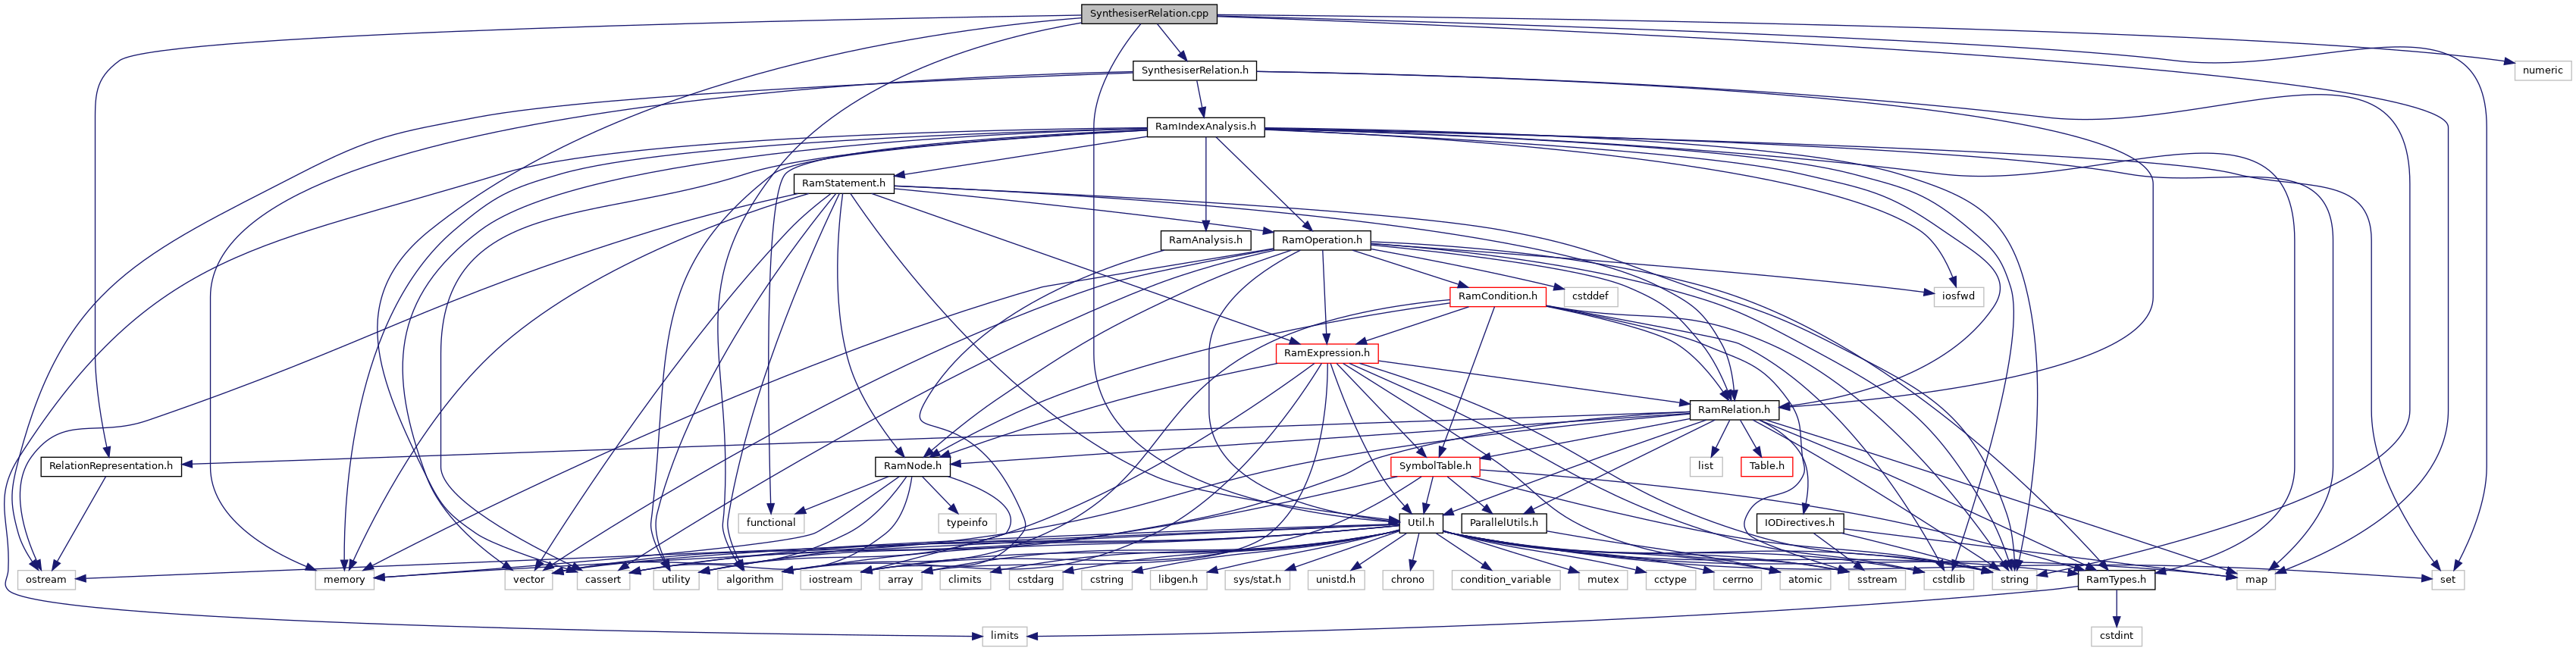 SynthesiserRelation.cpp
SynthesiserRelation.h
numeric
RamIndexAnalysis.h
RamStatement.h
RamAnalysis.h
RamOperation.h
RamCondition.h
cstddef
iosfwd
RamExpression.h
RamRelation.h
RelationRepresentation.h
RamNode.h
SymbolTable.h
list
Table.h
functional
typeinfo
Util.h
ParallelUtils.h
IODirectives.h
ostream
memory
vector
cassert
utility
algorithm
iostream
array
climits
cstdarg
cstring
libgen.h
sys/stat.h
unistd.h
chrono
condition_variable
mutex
cctype
cerrno
atomic
sstream
cstdlib
string
RamTypes.h
map
set
limits
cstdint